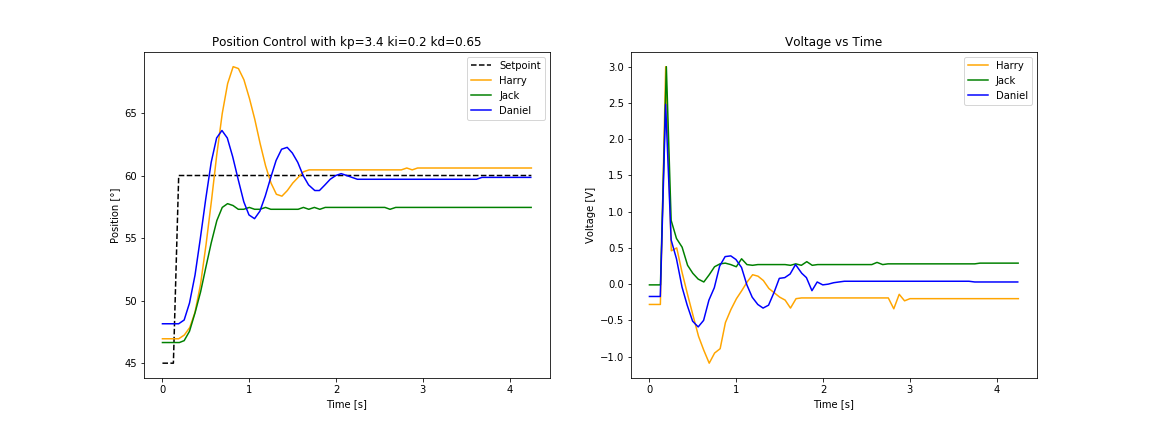 Position Control with kp=3.4 ki=0.2 kd=0.65
Setpoint
Harry
Jack
Daniel
65
60
55
50
45
Position [°]
0
1
2
3
4
Time [s]
Voltage vs Time
Harry
Jack
Daniel
3.0
2.5
2.0
1.5
1.0
0.5
0.0
−0.5
−1.0
Voltage [V]
0
1
2
3
4
Time [s]